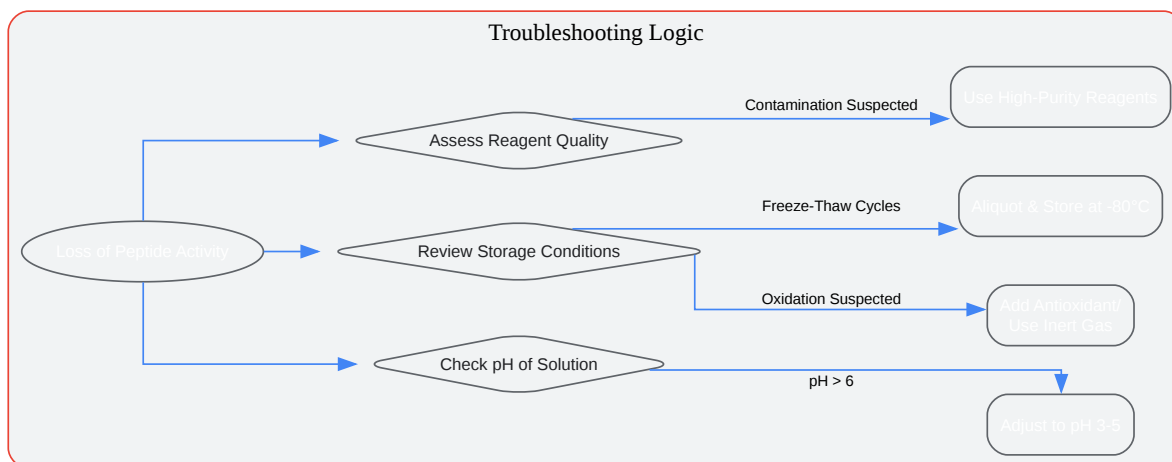 Troubleshooting Logic
Contamination Suspected
Use High-Purity Reagents
Assess Reagent Quality
Freeze-Thaw Cycles
Aliquot & Store at -80°C
Loss of Peptide Activity
Review Storage Conditions
Oxidation Suspected
Add Antioxidant/
Use Inert Gas
Check pH of Solution
pH > 6
Adjust to pH 3-5